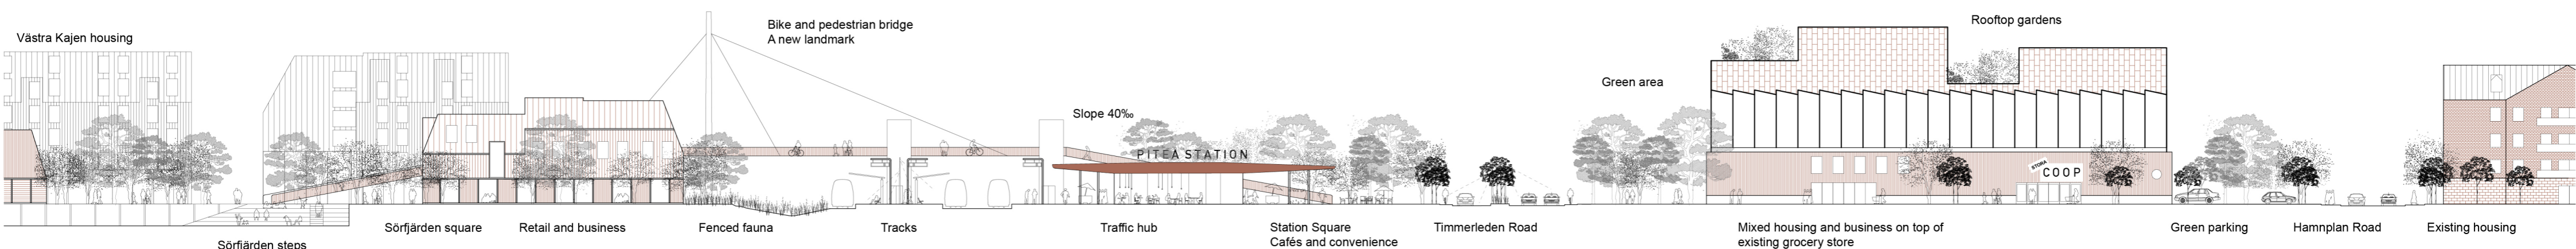 Västra Kajen housing
Bike and pedestrian bridge
A new landmark
Slope 40‰
Green area
Rooftop gardens
PITEÅ STATION
STORA
COOP
Sörfjärden steps
Sörfjärden square
Retail and business
Fenced fauna
Tracks
Traffic hub
Station Square
Cafés and convenience
Timmerleden Road
Mixed housing and business on top of
existing grocery store
Green parking
Hamnplan Road
Existing housing